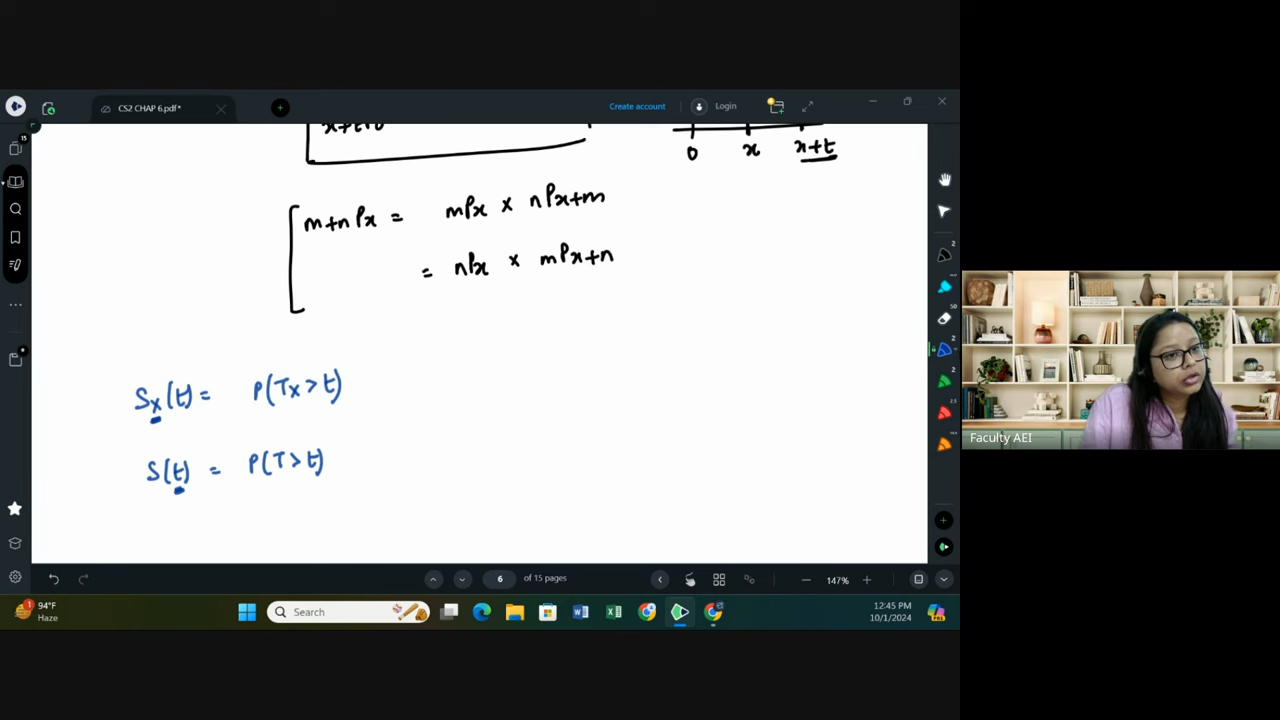 CS2 CHAP 6.pdf*
Create account
Login
15
0 x x+t
m+nPx = mPx × nPx+m
= nPx × mPx+n
Sx(t) = P(Tx > t)
S(t) = P(T > t)
Faculty AEI
6 of 15 pages
147%
94°F
Haze
Search
12:45 PM
10/1/2024